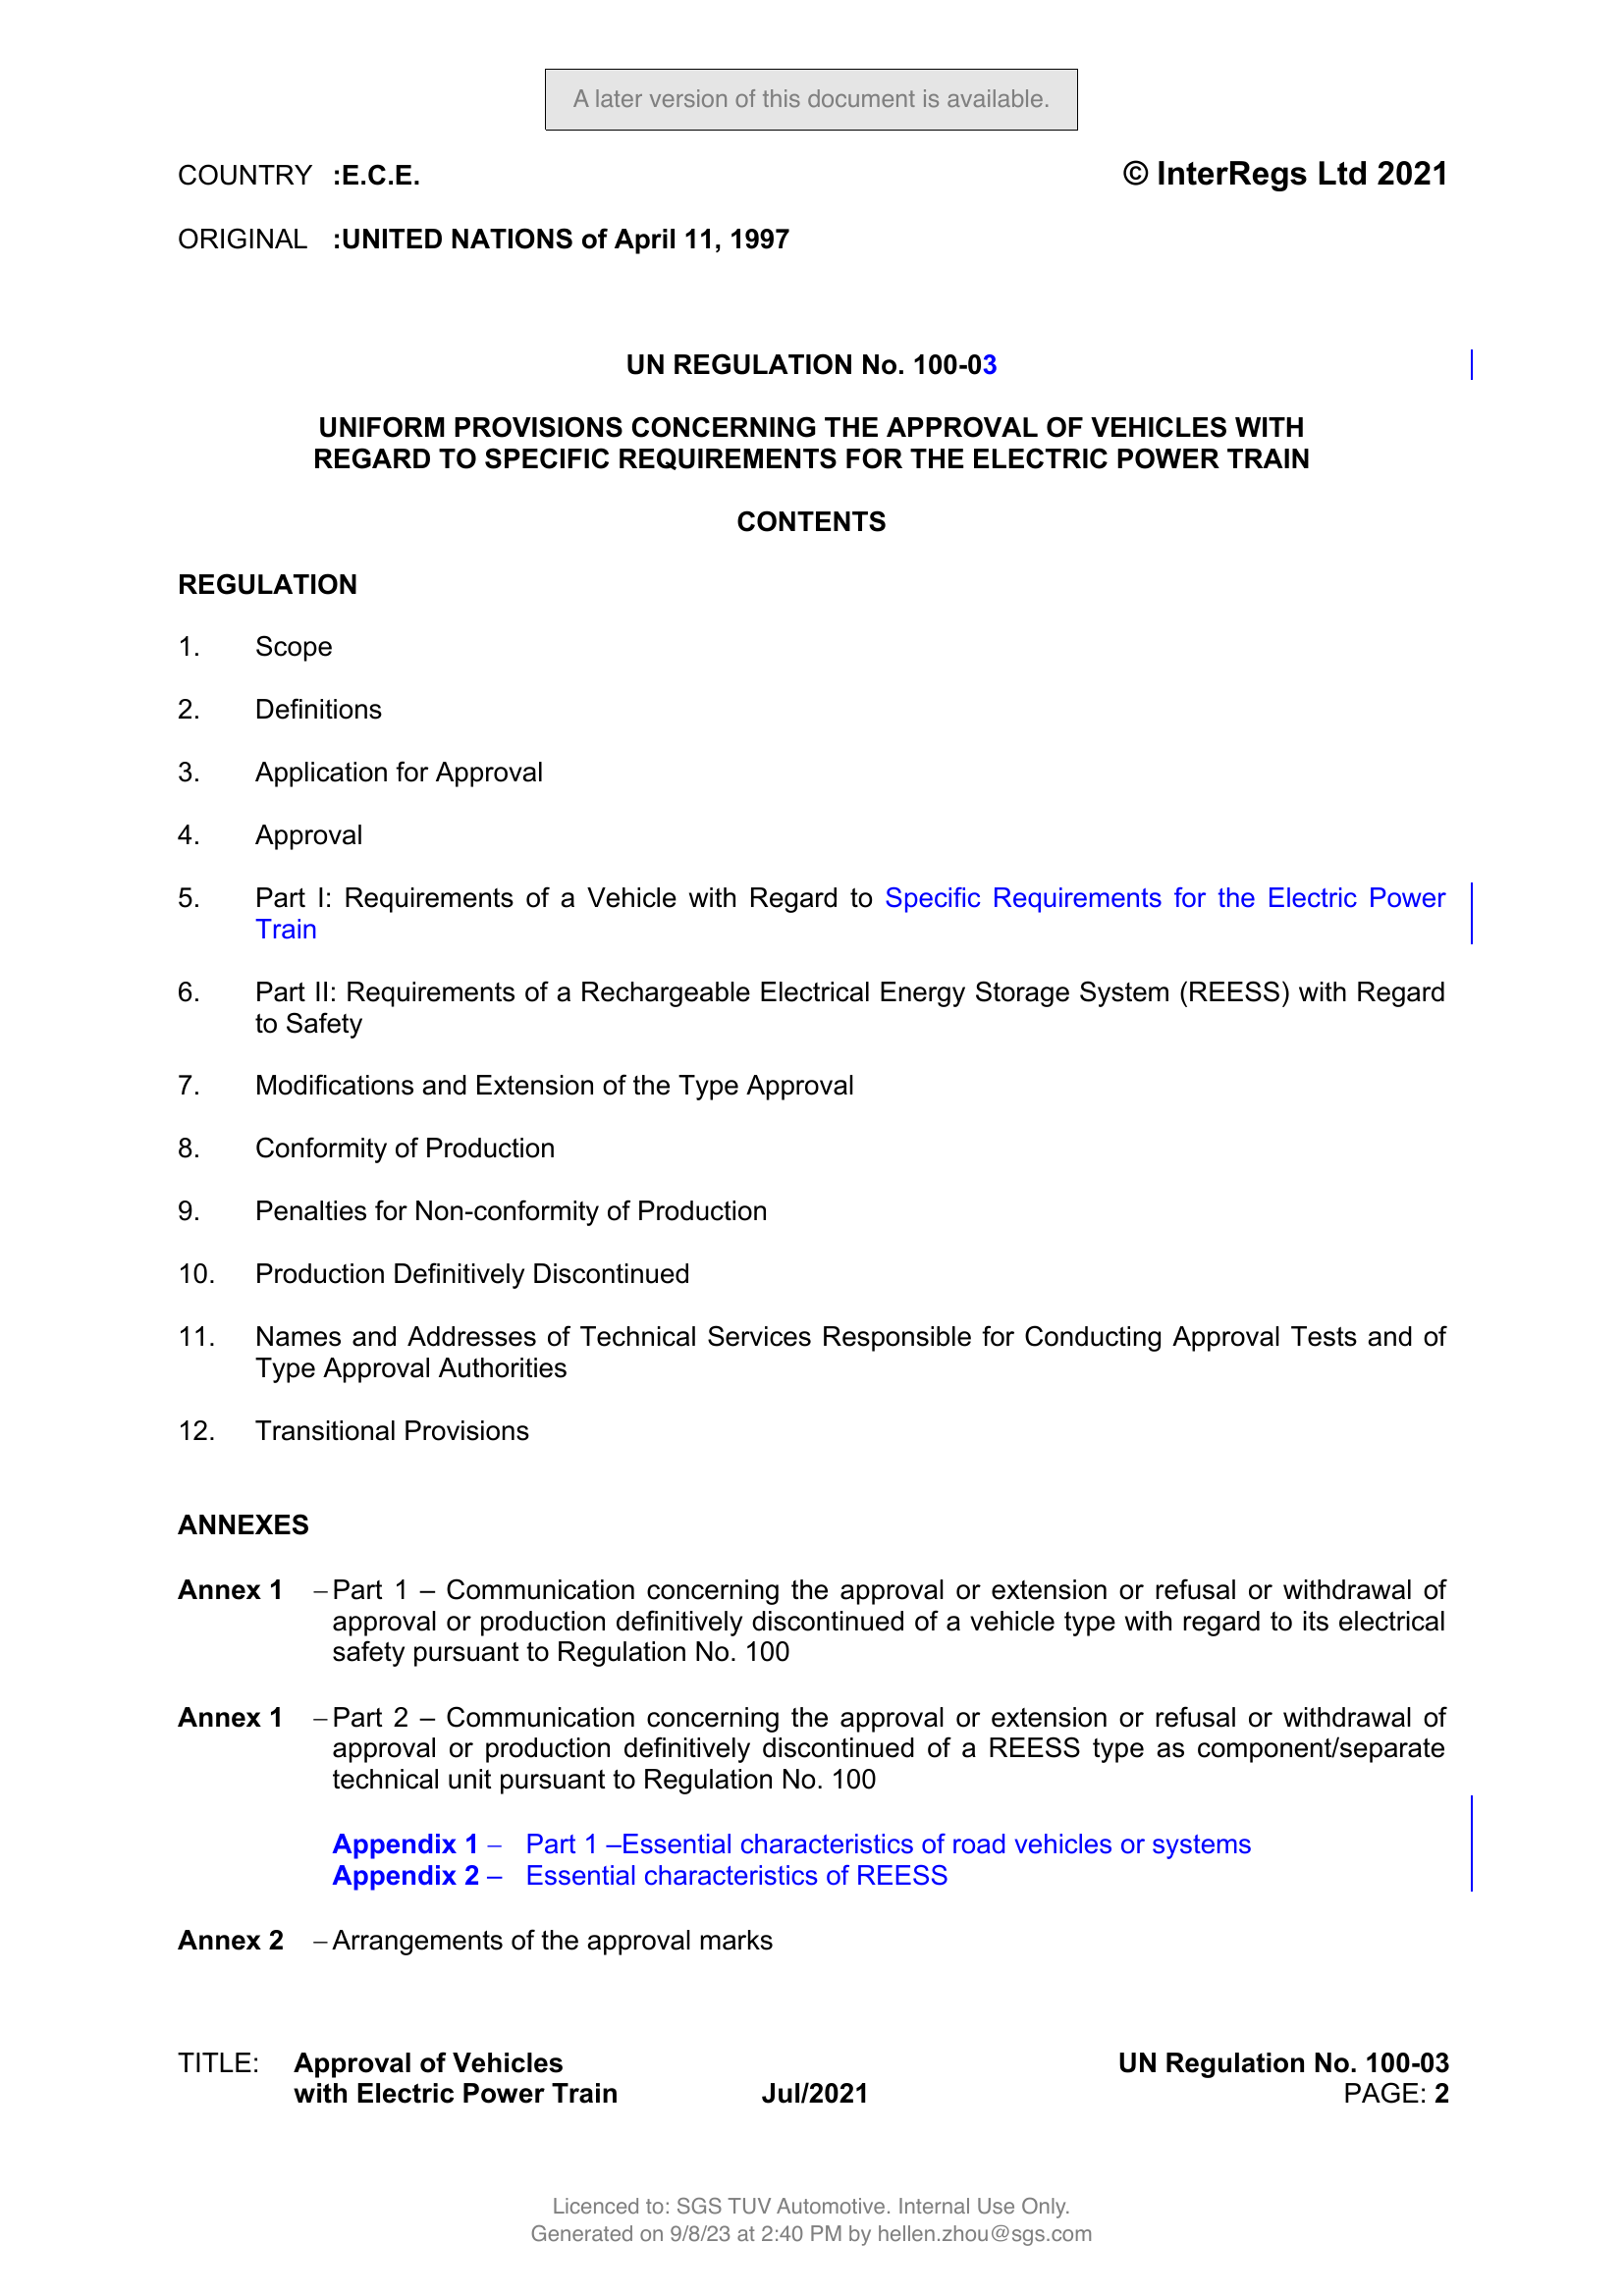 A later version of this document is available.
COUNTRY :E.C.E. © InterRegs Ltd 2021
ORIGINAL :UNITED NATIONS of April 11, 1997
UN REGULATION No. 100-03
UNIFORM PROVISIONS CONCERNING THE APPROVAL OF VEHICLES WITH
REGARD TO SPECIFIC REQUIREMENTS FOR THE ELECTRIC POWER TRAIN
CONTENTS
REGULATION
1. Scope
2. Definitions
3. Application for Approval
4. Approval
5. Part I: Requirements of a Vehicle with Regard to Specific Requirements for the Electric Power
Train
6. Part II: Requirements of a Rechargeable Electrical Energy Storage System (REESS) with Regard
to Safety
7. Modifications and Extension of the Type Approval
8. Conformity of Production
9. Penalties for Non-conformity of Production
10. Production Definitively Discontinued
11. Names and Addresses of Technical Services Responsible for Conducting Approval Tests and of
Type Approval Authorities
12. Transitional Provisions
ANNEXES
Annex 1 – Part 1 – Communication concerning the approval or extension or refusal or withdrawal of
approval or production definitively discontinued of a vehicle type with regard to its electrical
safety pursuant to Regulation No. 100
Annex 1 – Part 2 – Communication concerning the approval or extension or refusal or withdrawal of
approval or production definitively discontinued of a REESS type as component/separate
technical unit pursuant to Regulation No. 100
Appendix 1 – Part 1 –Essential characteristics of road vehicles or systems
Appendix 2 – Essential characteristics of REESS
Annex 2 – Arrangements of the approval marks
TITLE: Approval of Vehicles UN Regulation No. 100-03
with Electric Power Train Jul/2021 PAGE: 2
Licenced to: SGS TUV Automotive. Internal Use Only.
Generated on 9/8/23 at 2:40 PM by hellen.zhou@sgs.com